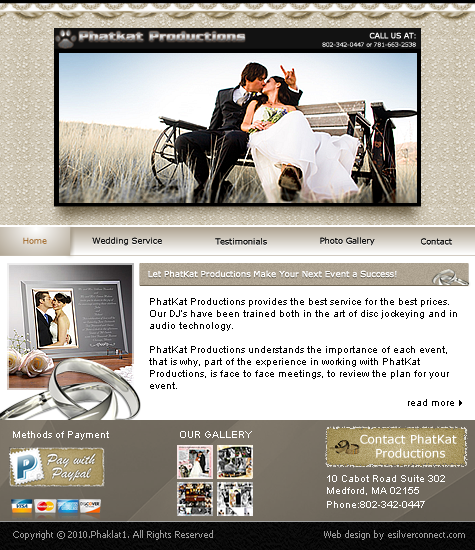 Phatkat Productions
CALL US AT:
802-342-0447 or 781-663-2538
Home
Wedding Service
Testimonials
Photo Gallery
Contact
Let PhatKat Productions Make Your Next Event a Success!
PhatKat Productions provides the best service for the best prices.
Our DJ's have been trained both in the art of disc jockeying and in
audio technology.
PhatKat Productions understands the importance of each event,
that is why, part of the experience in working with PhatKat
Productions, is face to face meetings, to review the plan for your
event.
read more
Methods of Payment
Pay with
Paypal
VISA
DISCOVER
OUR GALLERY
Contact PhatKat
Productions
10 Cabot Road Suite 302
Medford, MA 02155
Phone:802-342-0447
Copyright © 2010.Phaklat1. All Rights Reserved
Web design by esilverconnect.com